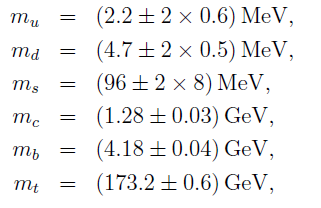 m_u = (2.2 ± 2 × 0.6) MeV,
m_d = (4.7 ± 2 × 0.5) MeV,
m_s = (96 ± 2 × 8) MeV,
m_c = (1.28 ± 0.03) GeV,
m_b = (4.18 ± 0.04) GeV,
m_t = (173.2 ± 0.6) GeV,